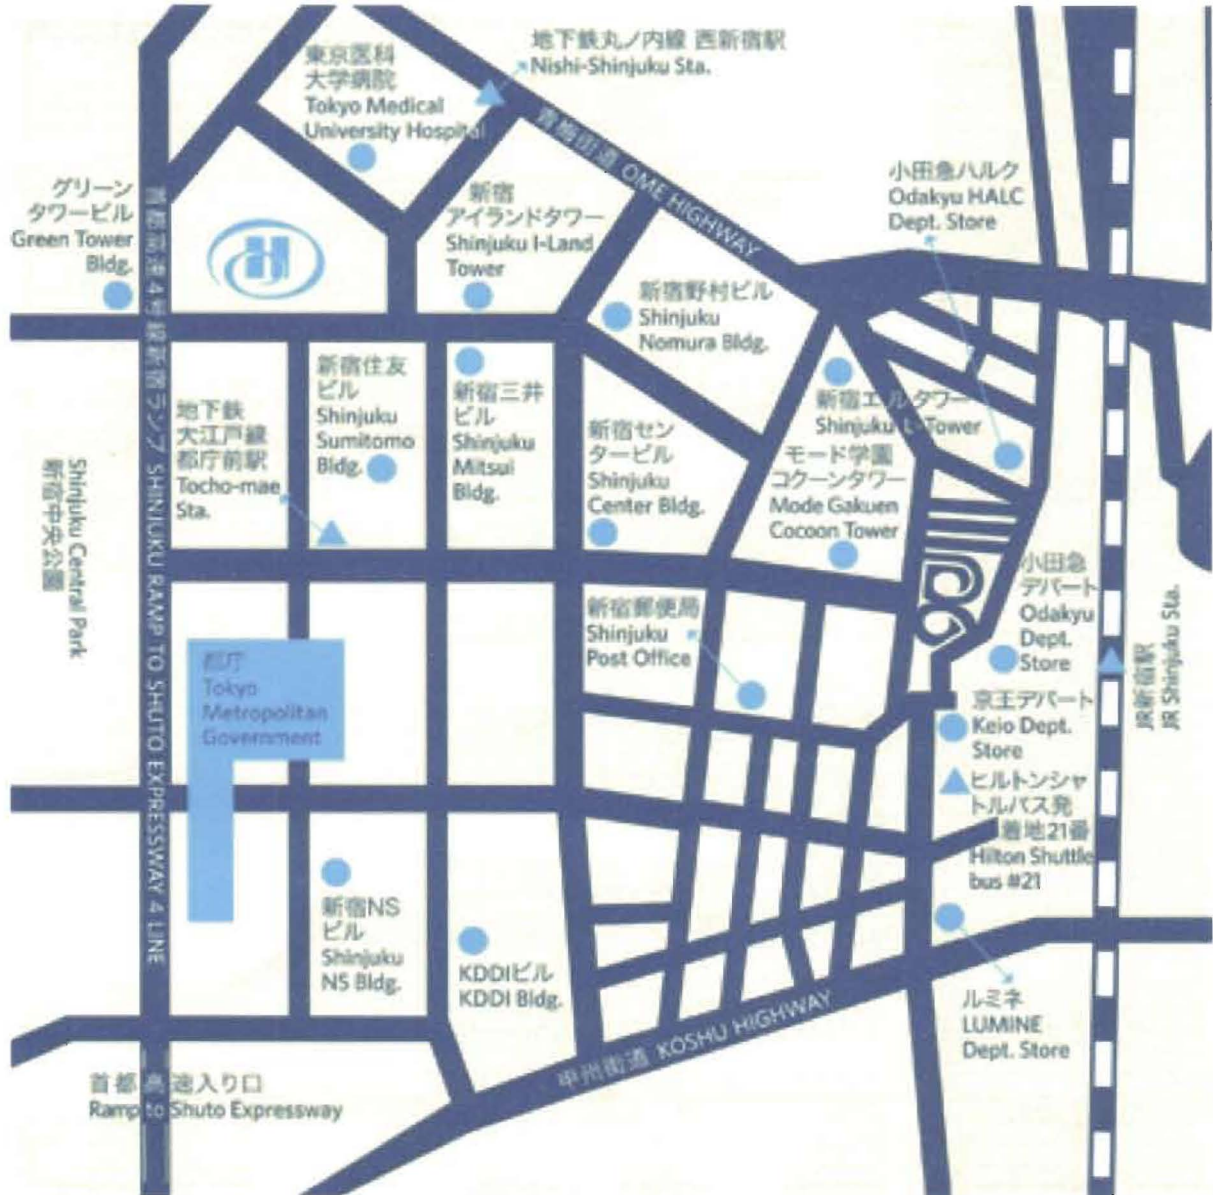 東京医科
大学病院
Tokyo Medical
University Hospital
地下鉄丸ノ内線 西新宿駅
Nishi-Shinjuku Sta.
青梅街道 OME HIGHWAY
小田急ハルク
Odakyu HALC
Dept. Store
グリーン
タワービル
Green Tower
Bldg.
新宿
アイランドタワー
Shinjuku I-Land
Tower
新宿野村ビル
Shinjuku
Nomura Bldg.
首都高速4号線新宿ランプ SHINJUKU RAMP TO SHUTO EXPRESSWAY 4 LINE
地下鉄
大江戸線
都庁前駅
Tocho-mae
Sta.
新宿住友
ビル
Shinjuku
Sumitomo
Bldg.
新宿三井
ビル
Shinjuku
Mitsui
Bldg.
新宿セン
タービル
Shinjuku
Center Bldg.
新宿エルタワー
Shinjuku L-Tower
モード学園
コクーンタワー
Mode Gakuen
Cocoon Tower
Shinjuku Central Park
新宿中央公園
小田急
デパート
Odakyu
Dept.
Store
JR新宿駅
JR Shinjuku Sta.
新宿郵便局
Shinjuku
Post Office
都庁
Tokyo
Metropolitan
Government
京王デパート
Keio Dept.
Store
ヒルトンシャ
トルバス発
着地21番
Hilton Shuttle
bus #21
新宿NS
ビル
Shinjuku
NS Bldg.
KDDIビル
KDDI Bldg.
ルミネ
LUMINE
Dept. Store
甲州街道 KOSHU HIGHWAY
首都高速入り口
Ramp to Shuto Expressway